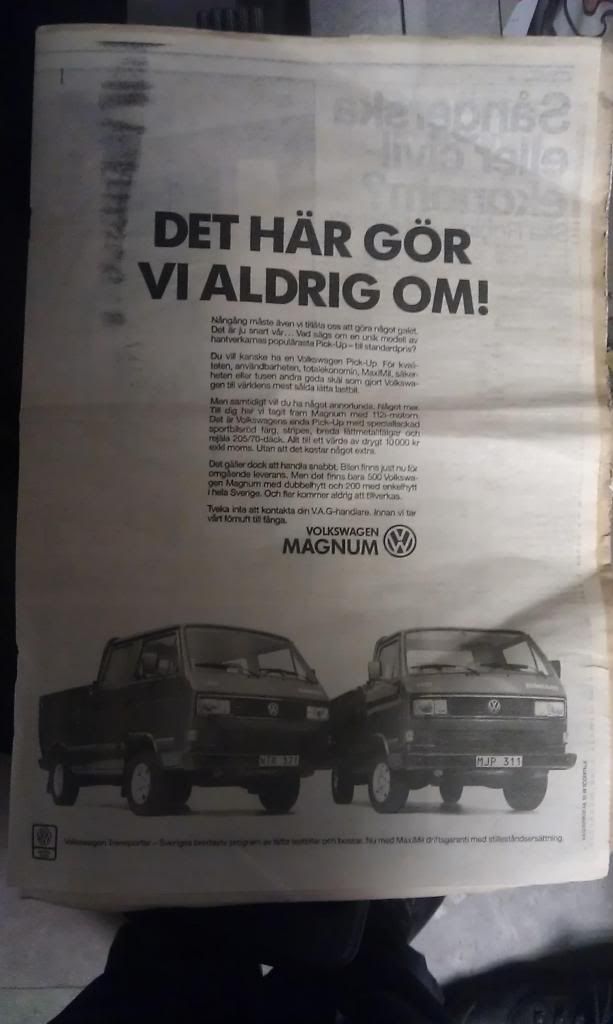 DET HÄR GÖR
VI ALDRIG OM!
Nångång måste även vi tillåta oss att göra något galet.
Det är ju snart vår... Vad sägs om en unik modell av
hantverkarnas populäraste Pick-Up – till standardpris?
Du vill kanske ha en Volkswagen Pick-Up. För kvali-
teten, användbarheten, totalekonomin, MaxiMil, säker-
heten eller tusen andra goda skäl som gjort Volkswa-
gen till världens mest sålda lätta lastbil.
Men samtidigt vill du ha något annorlunda. Något mer.
Till dig har vi tagit fram Magnum med 112i-motorn.
Det är Volkswagens enda Pick-Up med speciallackad
sportbilsröd färg, stripes, breda lättmetallfälgar och
rejäla 205/70-däck. Allt till ett värde av drygt 10000 kr
exkl moms. Utan att det kostar något extra.
Det gäller dock att handla snabbt. Bilen finns just nu för
omgående leverans. Men det finns bara 500 Volkswa-
gen Magnum med dubbelhytt och 200 med enkelhytt
i hela Sverige. Och fler kommer aldrig att tillverkas.
Tveka inte att kontakta din V.A.G-handlare. Innan vi tar
vårt förnuft till fånga.
VOLKSWAGEN
MAGNUM
MJP 311
Volkswagen Transporter – Sveriges bredaste program av lätta lastbilar och bussar. Nu med MaxiMil driftsgaranti med stilleståndsersättning.